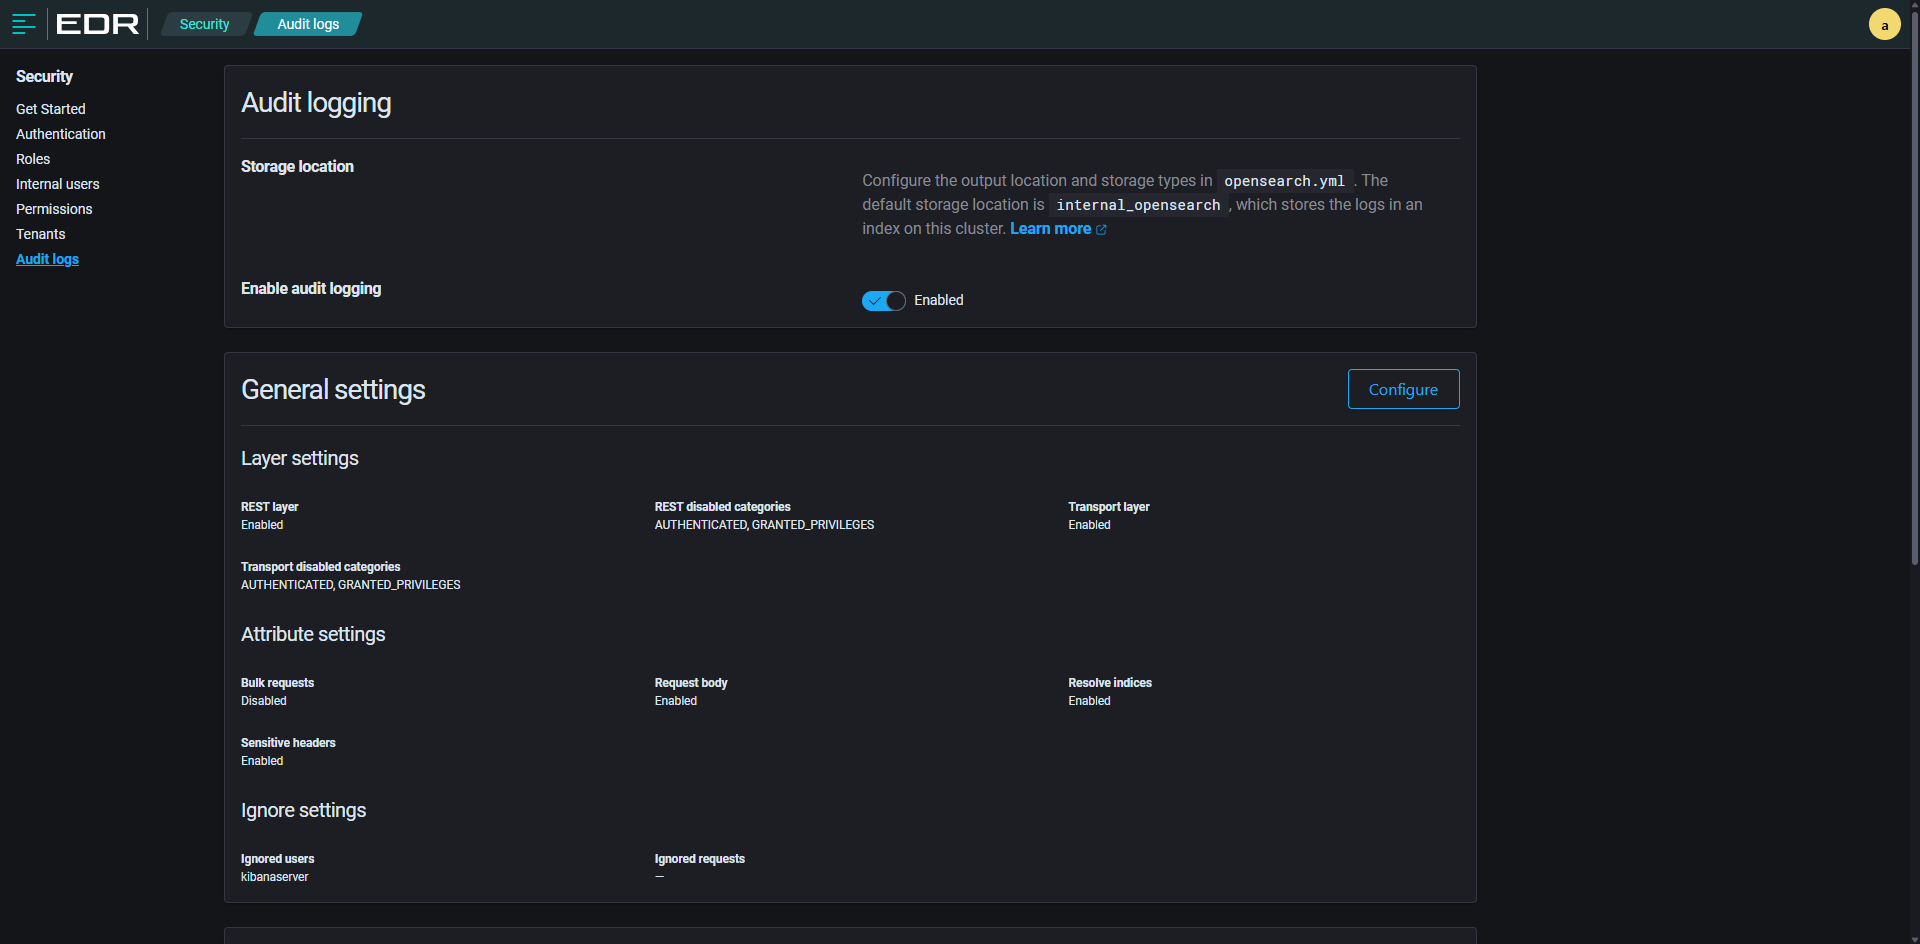 EDR
Security
Audit logs
a
Security
Get Started
Authentication
Roles
Internal users
Permissions
Tenants
Audit logs
Audit logging
Storage location
Configure the output location and storage types in opensearch.yml . The
default storage location is internal_opensearch , which stores the logs in an
index on this cluster. Learn more
Enable audit logging
Enabled
General settings
Configure
Layer settings
REST layer
Enabled
REST disabled categories
AUTHENTICATED, GRANTED_PRIVILEGES
Transport layer
Enabled
Transport disabled categories
AUTHENTICATED, GRANTED_PRIVILEGES
Attribute settings
Bulk requests
Disabled
Request body
Enabled
Resolve indices
Enabled
Sensitive headers
Enabled
Ignore settings
Ignored users
kibanaserver
Ignored requests
—